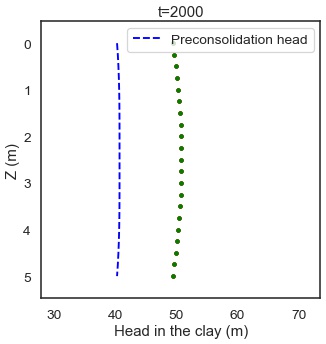 t=2000
Preconsolidation head
0
1
2
3
4
5
Z (m)
30 40 50 60 70
Head in the clay (m)